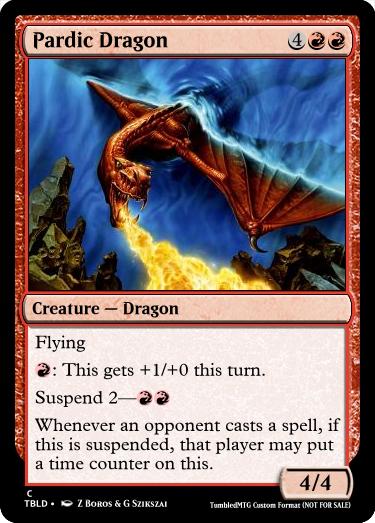 Pardic Dragon 4
Creature — Dragon
Flying
: This gets +1/+0 this turn.
Suspend 2—
Whenever an opponent casts a spell, if
this is suspended, that player may put
a time counter on this.
4/4
C
TBLD • Z BOROS & G SZIKSZAI
TumbledMTG Custom Format (NOT FOR SALE)